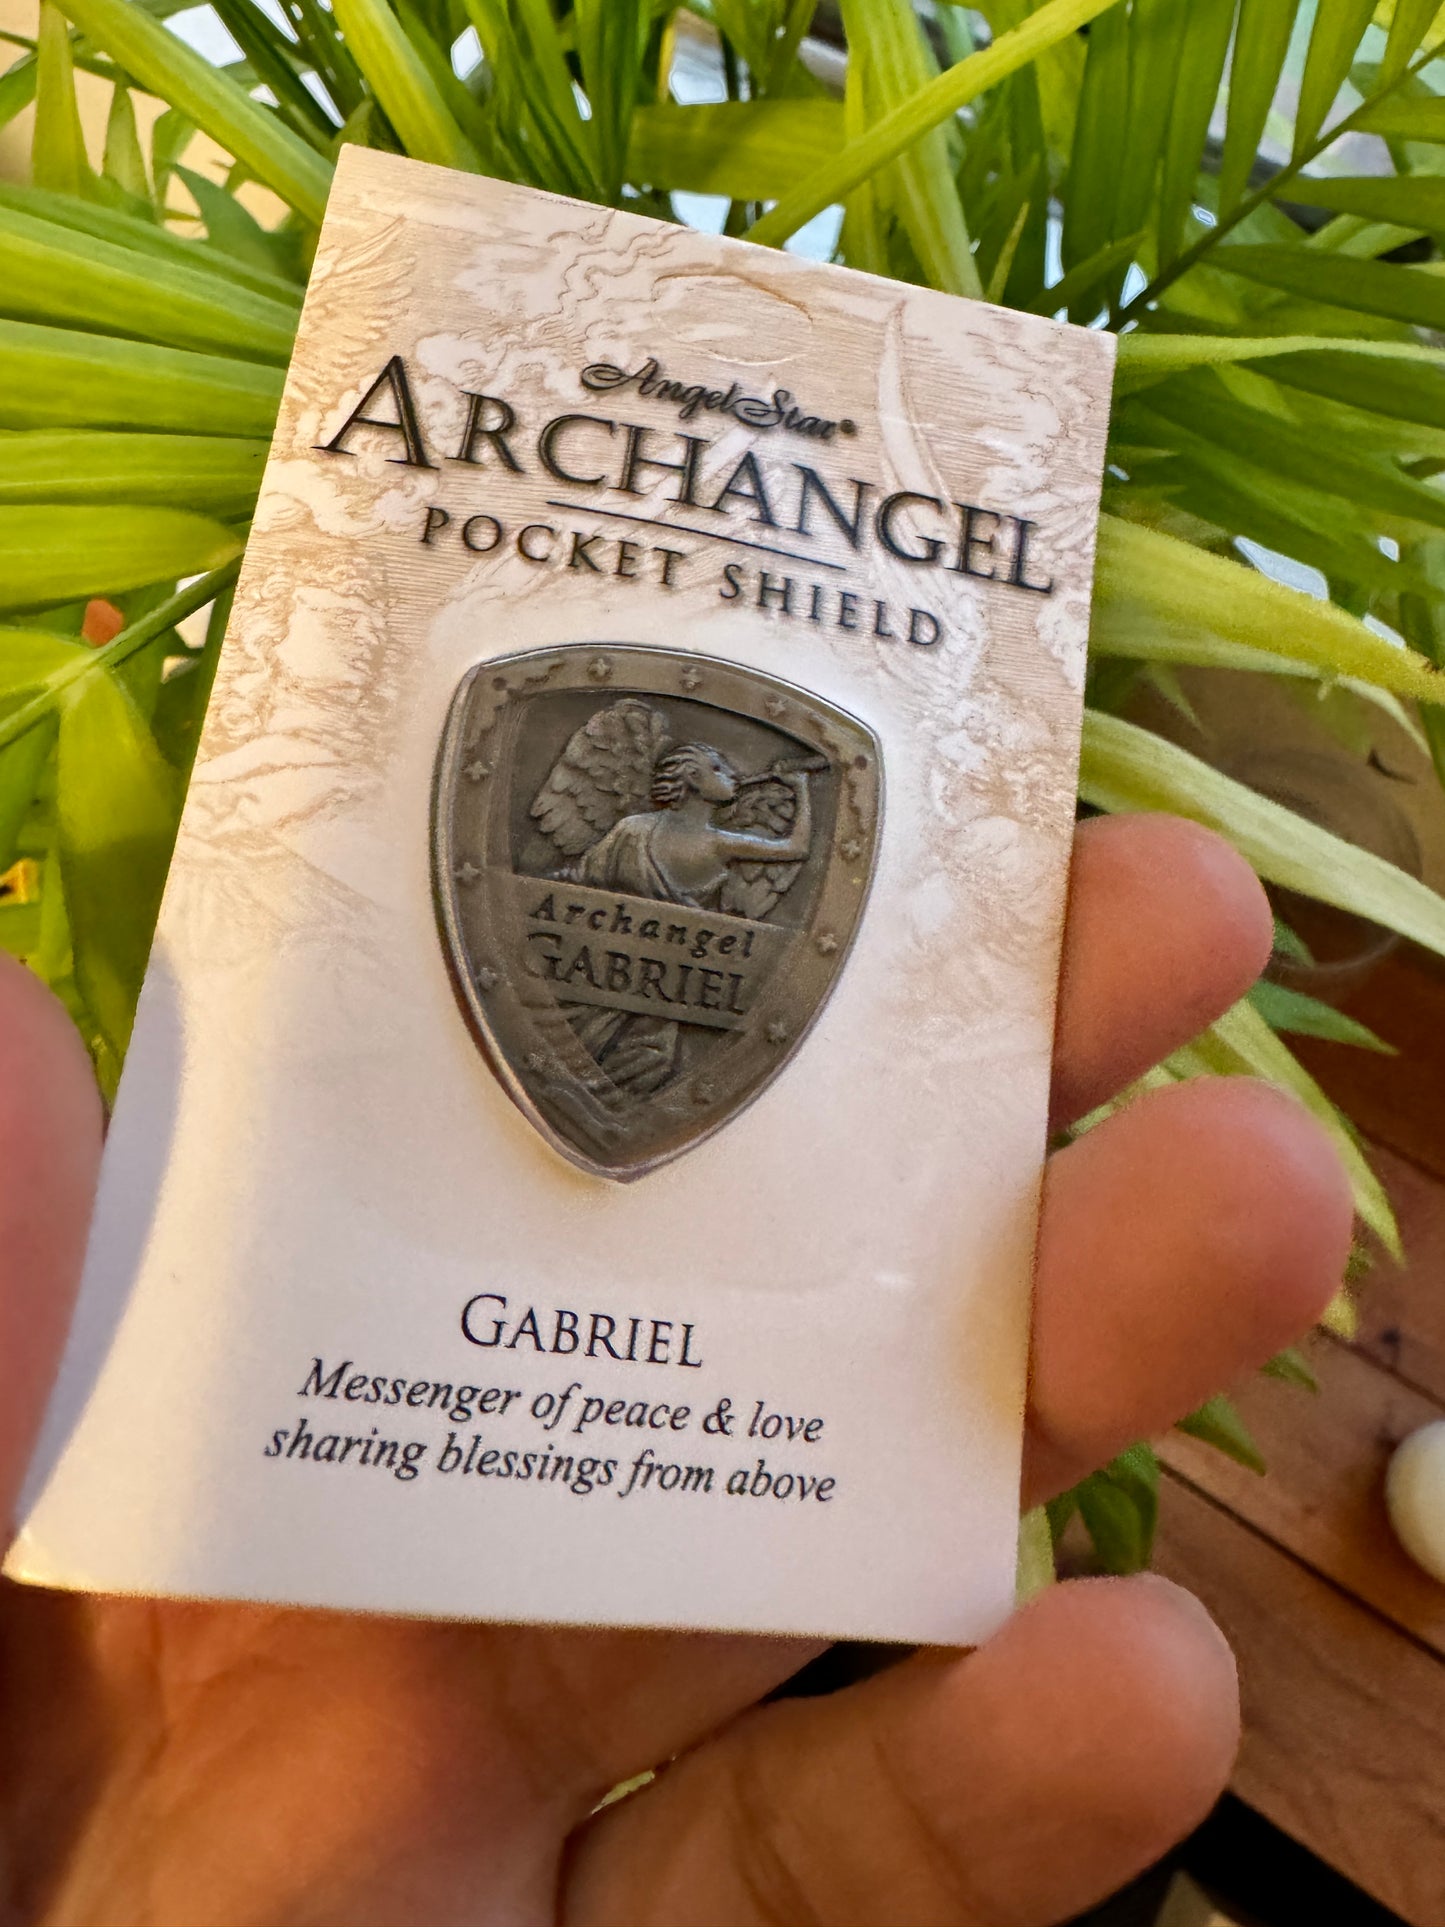 AngelStar®
ARCHANGEL
POCKET SHIELD
Archangel
GABRIEL
GABRIEL
Messenger of peace & love
sharing blessings from above